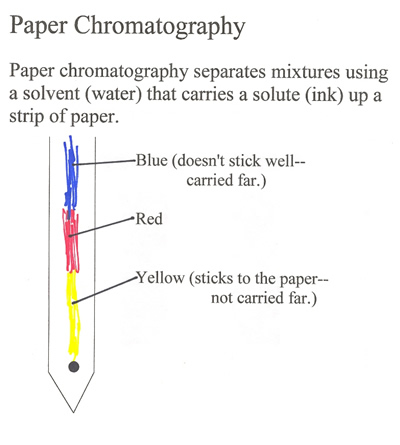 Paper Chromatography
Paper chromatography separates mixtures using
a solvent (water) that carries a solute (ink) up a
strip of paper.
Blue (doesn't stick well--
carried far.)
Red
Yellow (sticks to the paper--
not carried far.)